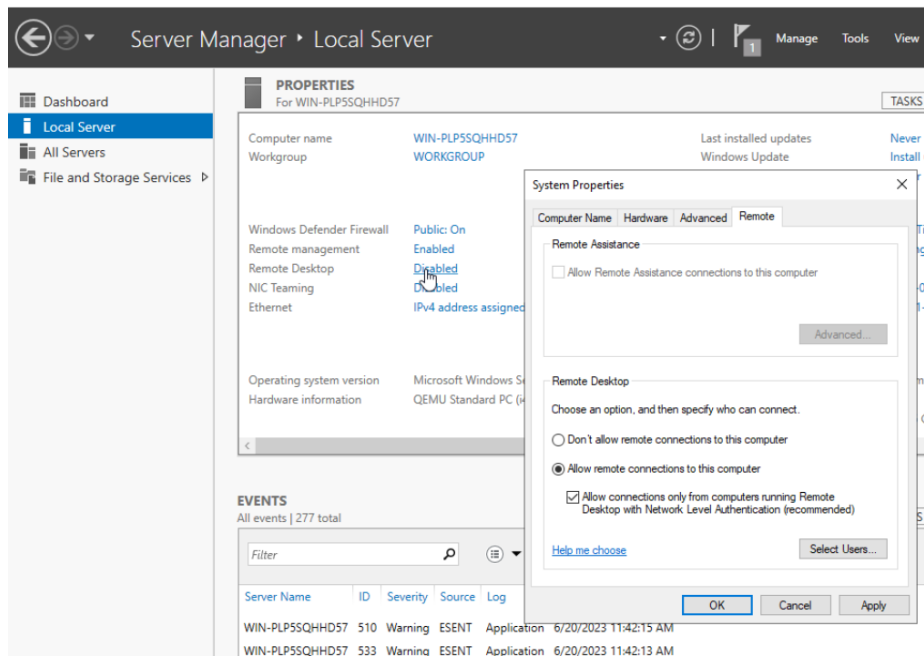 Server Manager ‣ Local Server
1
Manage
Tools
View
Dashboard
Local Server
All Servers
File and Storage Services
PROPERTIES
For WIN-PLP5SQHHD57
TASKS
Computer name WIN-PLP5SQHHD57 Last installed updates Never
Workgroup WORKGROUP Windows Update Install
Windows Defender Firewall Public: On
Remote management Enabled
Remote Desktop Disabled
NIC Teaming Disabled
Ethernet IPv4 address assigned
Operating system version Microsoft Windows Se
Hardware information QEMU Standard PC (i4
System Properties
Computer Name Hardware Advanced Remote
Remote Assistance
Allow Remote Assistance connections to this computer
Advanced...
Remote Desktop
Choose an option, and then specify who can connect.
Don't allow remote connections to this computer
Allow remote connections to this computer
Allow connections only from computers running Remote
Desktop with Network Level Authentication (recommended)
Help me choose
Select Users...
OK Cancel Apply
EVENTS
All events | 277 total
Filter
Server Name ID Severity Source Log
WIN-PLP5SQHHD57 510 Warning ESENT Application 6/20/2023 11:42:15 AM
WIN-PLP5SQHHD57 533 Warning ESENT Application 6/20/2023 11:42:13 AM